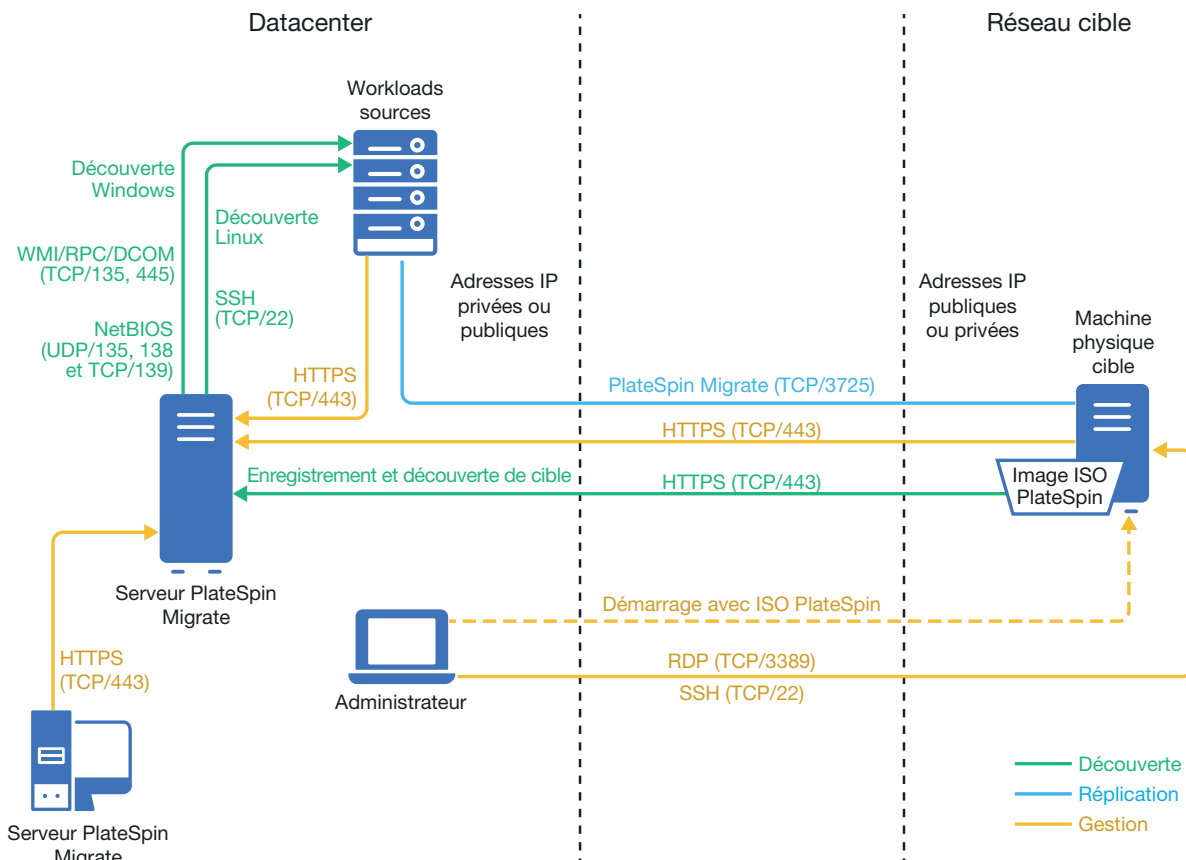 Datacenter
Réseau cible
Workloads
sources
Découverte
Windows
Découverte
Linux
WMI/RPC/DCOM
(TCP/135, 445)
SSH
(TCP/22)
NetBIOS
(UDP/135, 138
et TCP/139)
Adresses IP
privées ou
publiques
Adresses IP
publiques
ou privées
Machine
physique
cible
HTTPS
(TCP/443)
PlateSpin Migrate (TCP/3725)
HTTPS (TCP/443)
Enregistrement et découverte de cible
HTTPS (TCP/443)
Image ISO
PlateSpin
Serveur PlateSpin
Migrate
Démarrage avec ISO PlateSpin
HTTPS
(TCP/443)
RDP (TCP/3389)
SSH (TCP/22)
Administrateur
Découverte
Réplication
Gestion
Serveur PlateSpin
Migrate